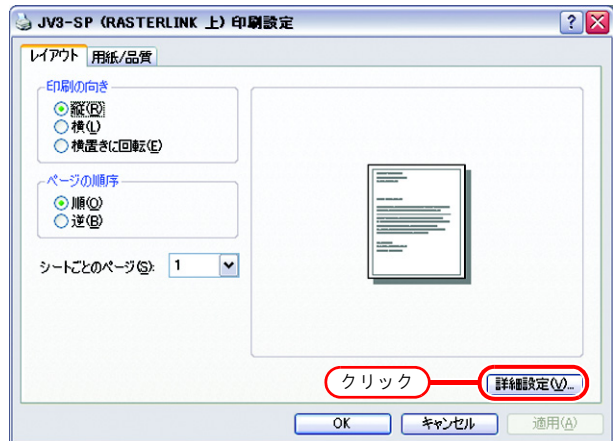 JV3-SP (RASTERLINK 上) 印刷設定
レイアウト 用紙/品質
印刷の向き
縦(R)
横(L)
横置きに回転(E)
ページの順序
順(O)
逆(B)
シートごとのページ(S): 1
クリック 詳細設定(V)...
OK キャンセル 適用(A)